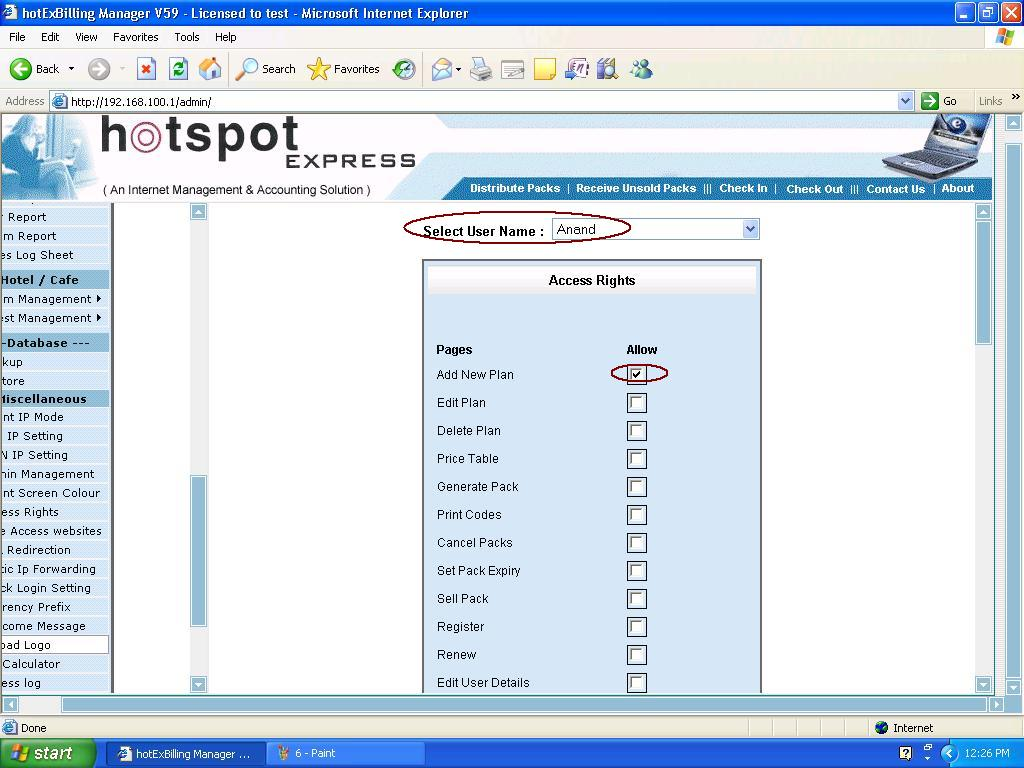 hotExBilling Manager V59 - Licensed to test - Microsoft Internet Explorer
File Edit View Favorites Tools Help
Back Search Favorites
Address http://192.168.100.1/admin/ Go Links »
hotspot
EXPRESS
( An Internet Management & Accounting Solution )
Distribute Packs | Receive Unsold Packs ||| Check In | Check Out ||| Contact Us | About
r Report
m Report
es Log Sheet
Hotel / Cafe
m Management
est Management
-Database ---
kup
tore
Miscellaneous
nt IP Mode
IP Setting
N IP Setting
min Management
nt Screen Colour
ess Rights
e Access websites
L Redirection
tic Ip Forwarding
ck Login Setting
rency Prefix
come Message
oad Logo
Calculator
ess log
Select User Name : Anand
Access Rights
Pages Allow
Add New Plan
Edit Plan
Delete Plan
Price Table
Generate Pack
Print Codes
Cancel Packs
Set Pack Expiry
Sell Pack
Register
Renew
Edit User Details
Done Internet
start hotExBilling Manager ... 6 - Paint 12:26 PM